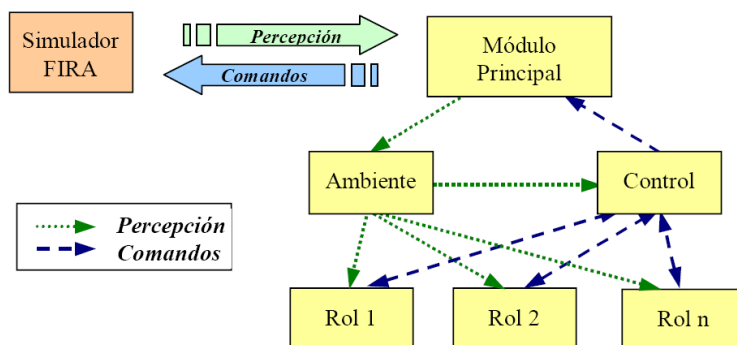 Simulador
FIRA
Percepción
Comandos
Módulo
Principal
Ambiente
Control
Percepción
Comandos
Rol 1
Rol 2
Rol n